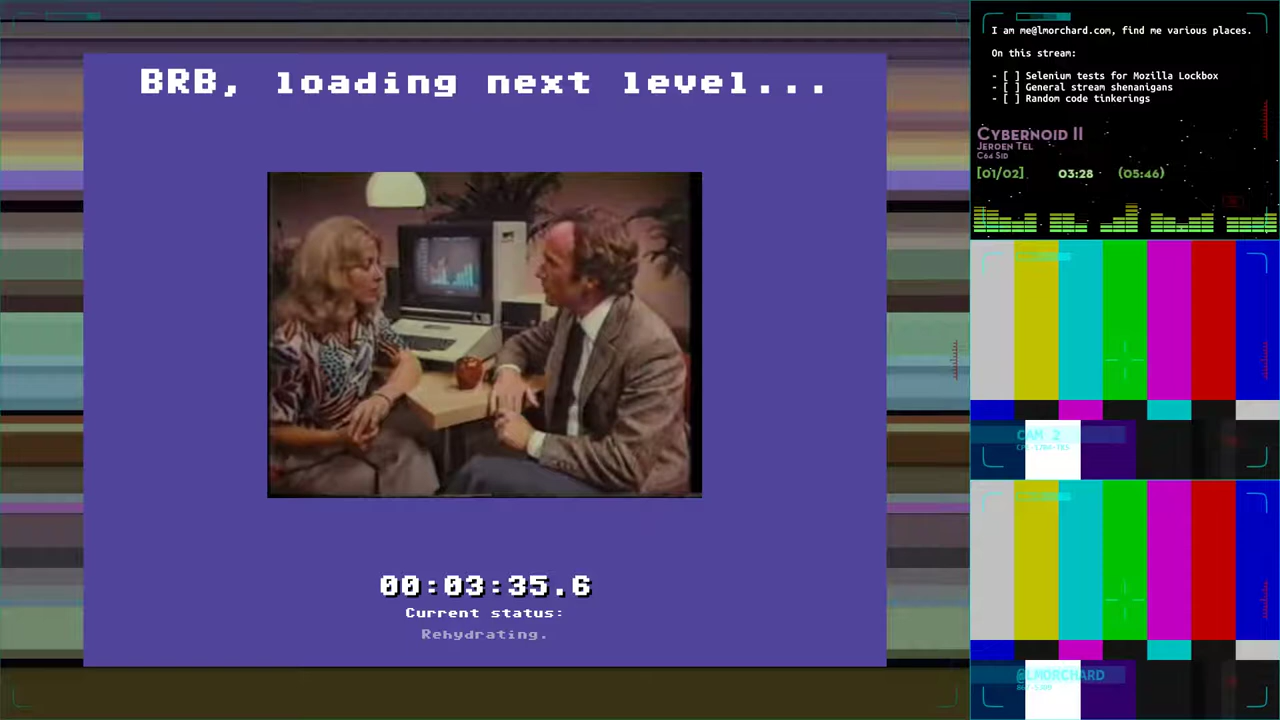 BRB, loading next level...
00:03:35.6
Current status:
Rehydrating.
I am me@lmorchard.com, find me various places.
On this stream:
- [ ] Selenium tests for Mozilla Lockbox
- [ ] General stream shenanigans
- [ ] Random code tinkerings
Cybernoid II
Jeroen Tel
C64 Sid
[01/02] 03:28 (05:46)
CAM 2
@LMORCHARD